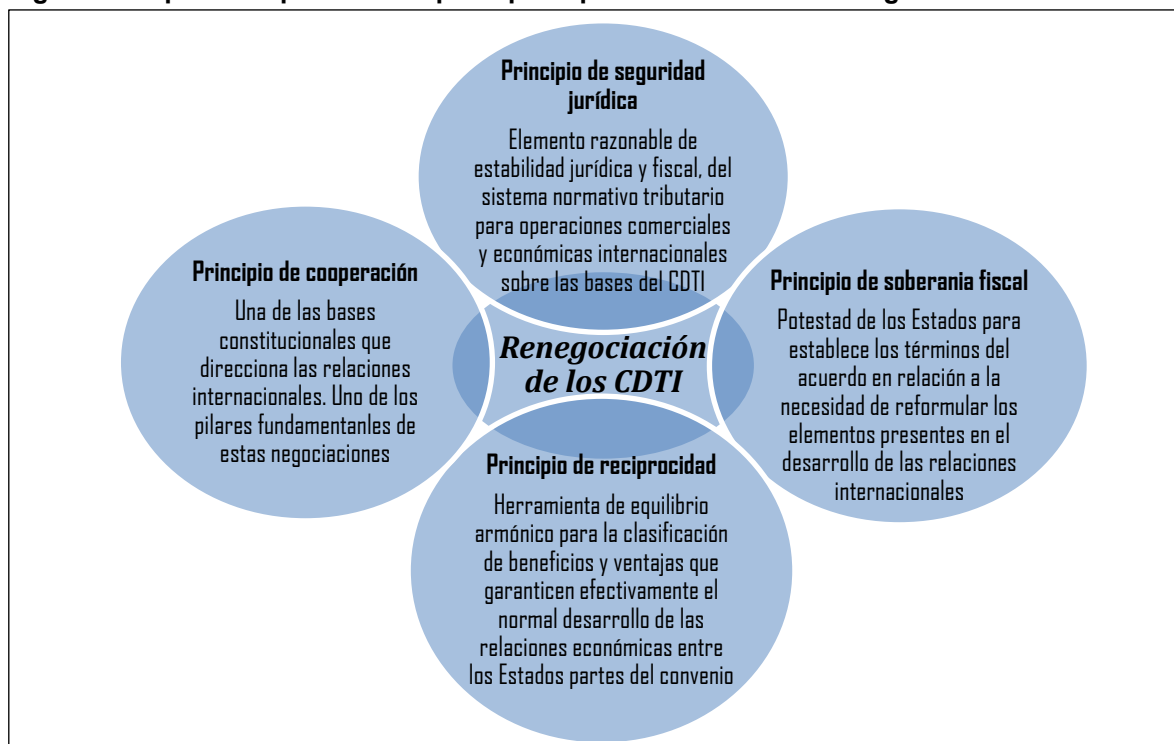 Principio de seguridad
jurídica
Elemento razonable de
estabilidad jurídica y fiscal, del
sistema normativo tributario
para operaciones comerciales
y económicas internacionales
sobre las bases del CDTI
Principio de cooperación
Una de las bases
constitucionales que
direcciona las relaciones
internacionales. Uno de los
pilares fundamentanles de
estas negociaciones
Renegociación
de los CDTI
Principio de soberania fiscal
Potestad de los Estados para
establece los términos del
acuerdo en relación a la
necesidad de reformular los
elementos presentes en el
desarrollo de las relaciones
internacionales
Principio de reciprocidad
Herramienta de equilibrio
armónico para la clasificación
de beneficios y ventajas que
garanticen efectivamente el
normal desarrollo de las
relaciones económicas entre
los Estados partes del convenio